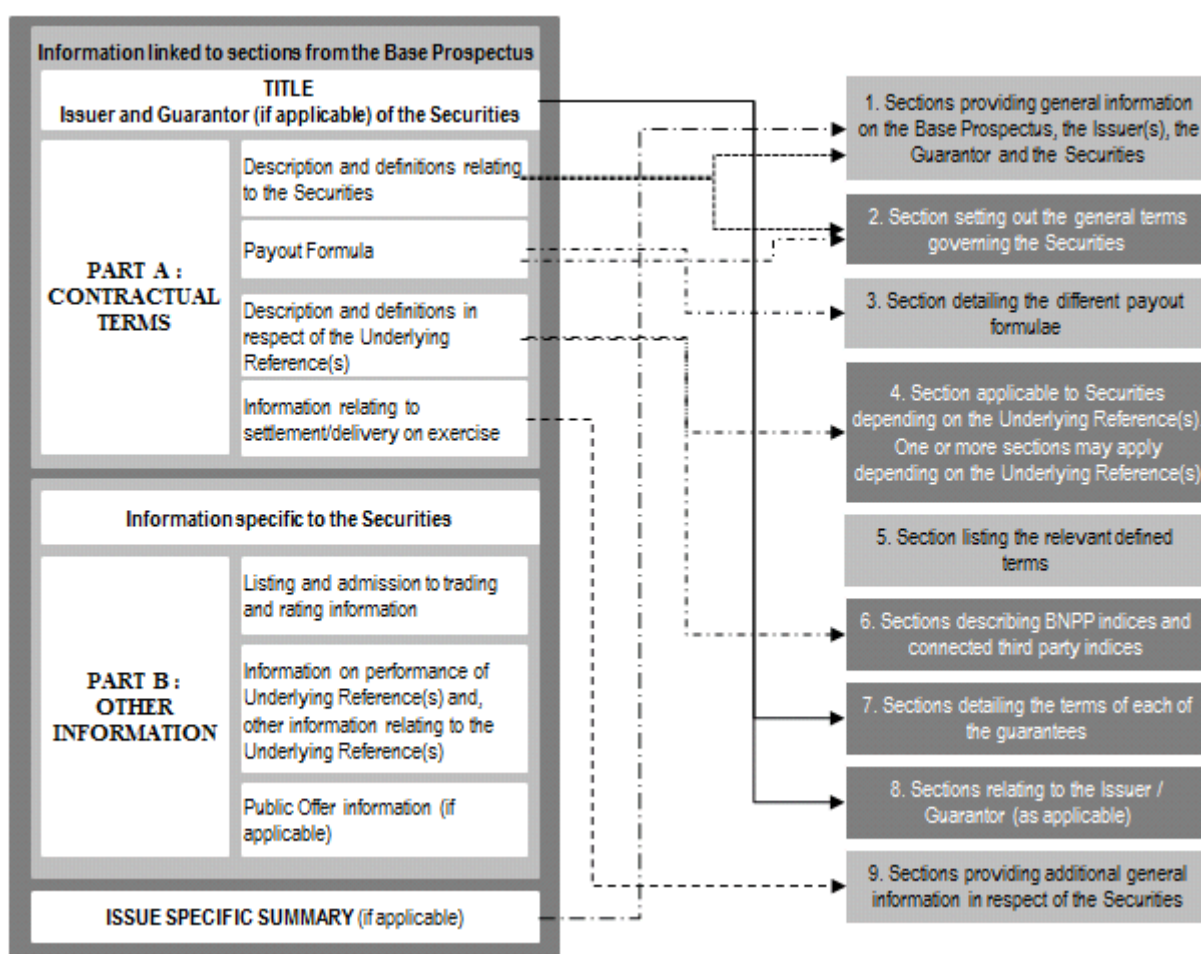 Information linked to sections from the Base Prospectus
TITLE
Issuer and Guarantor (if applicable) of the Securities
PART A :
CONTRACTUAL
TERMS
Description and definitions relating
to the Securities
Payout Formula
Description and definitions in
respect of the Underlying
Reference(s)
Information relating to
settlement/delivery on exercise
Information specific to the Securities
PART B :
OTHER
INFORMATION
Listing and admission to trading
and rating information
Information on performance of
Underlying Reference(s) and,
other information relating to the
Underlying Reference(s)
Public Offer information (if
applicable)
ISSUE SPECIFIC SUMMARY (if applicable)
1. Sections providing general information
on the Base Prospectus, the Issuer(s), the
Guarantor and the Securities
2. Section setting out the general terms
governing the Securities
3. Section detailing the different payout
formulae
4. Section applicable to Securities
depending on the Underlying Reference(s).
One or more sections may apply
depending on the Underlying Reference(s)
5. Section listing the relevant defined
terms
6. Sections describing BNPP indices and
connected third party indices
7. Sections detailing the terms of each of
the guarantees
8. Sections relating to the Issuer /
Guarantor (as applicable)
9. Sections providing additional general
information in respect of the Securities